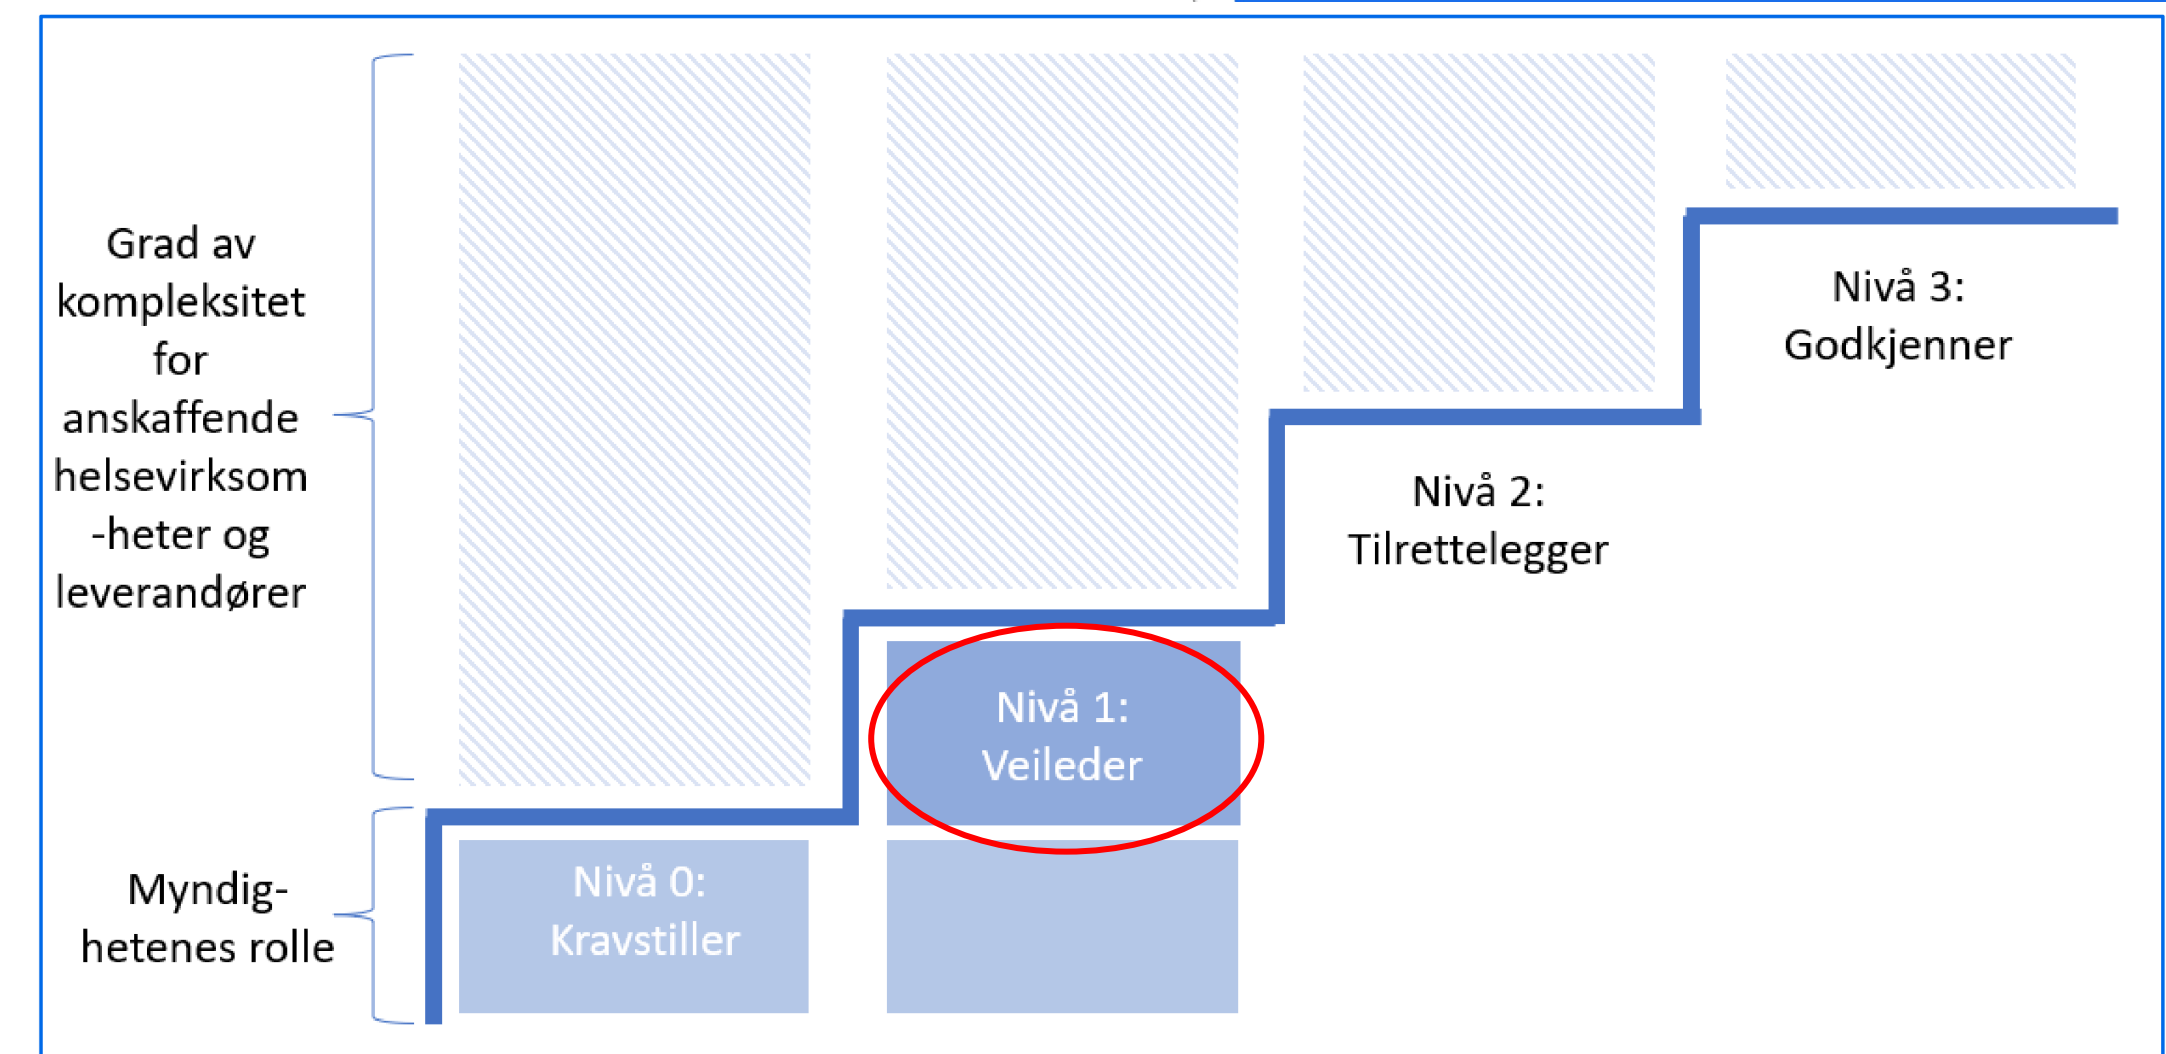 Grad av
kompleksitet
for
anskaffende
helsevirksom
-heter og
leverandører
Myndig-
hetenes rolle
Nivå 0:
Kravstiller
Nivå 1:
Veileder
Nivå 2:
Tilrettelegger
Nivå 3:
Godkjenner